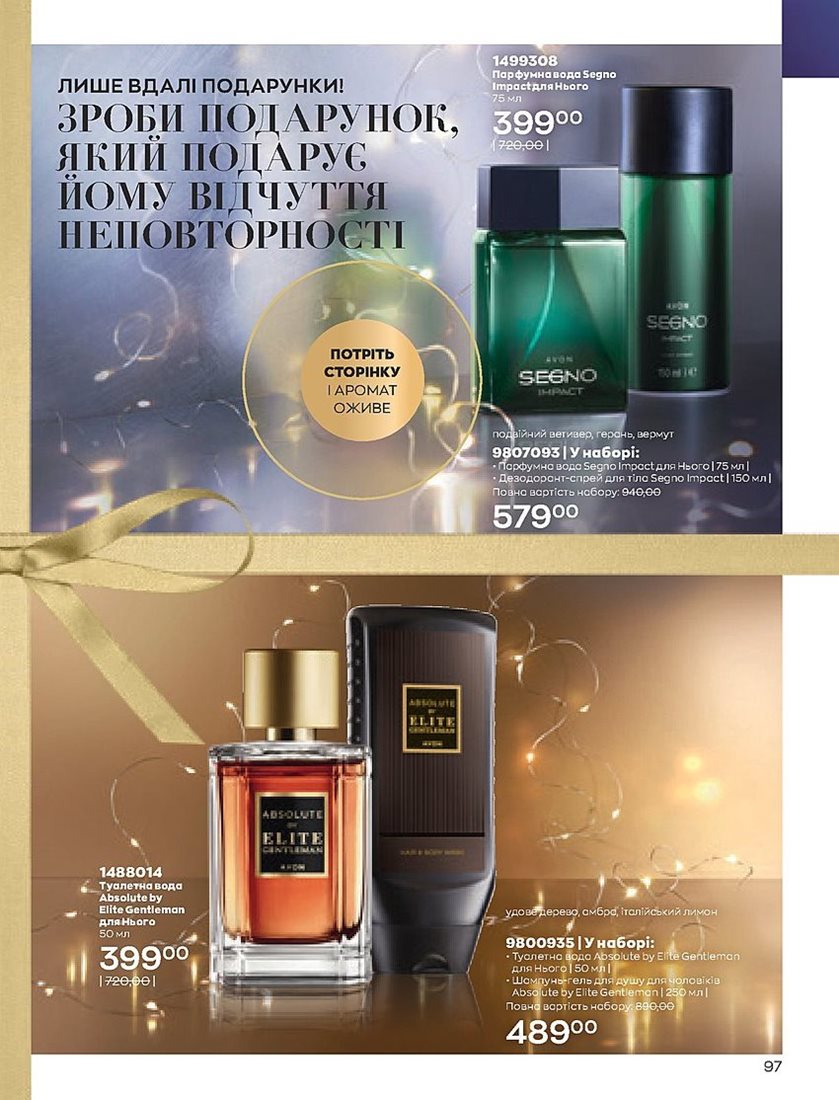 ЛИШЕ ВДАЛІ ПОДАРУНКИ!
ЗРОБИ ПОДАРУНОК,
ЯКИЙ ПОДАРУЄ
ЙОМУ ВІДЧУТТЯ
НЕПОВТОРНОСТІ
1499308
Парфумна вода Segno
Impact для Нього
75 мл
399⁰⁰
|720,00|
ПОТРІТЬ
СТОРІНКУ
І АРОМАТ
ОЖИВЕ
AVON
SEGNO
IMPACT
AVON
SEGNO
IMPACT
150 ml
подвійний ветивер, герань, вермут
9807093 | У наборі:
• Парфумна вода Segno Impact для Нього | 75 мл |
• Дезодорант-спрей для тіла Segno Impact | 150 мл |
Повна вартість набору: 940,00
579⁰⁰
ABSOLUTE
BY
ELITE
GENTLEMAN
AVON
ABSOLUTE
BY
ELITE
GENTLEMAN
AVON
HAIR & BODY WASH
1488014
Туалетна вода
Absolute by
Elite Gentleman
для Нього
50 мл
399⁰⁰
|720,00|
удове дерево, амбра, італійський лимон
9800935 | У наборі:
• Туалетна вода Absolute by Elite Gentleman
для Нього | 50 мл |
• Шампунь-гель для душу для чоловіків
Absolute by Elite Gentleman | 250 мл |
Повна вартість набору: 890,00
489⁰⁰
97